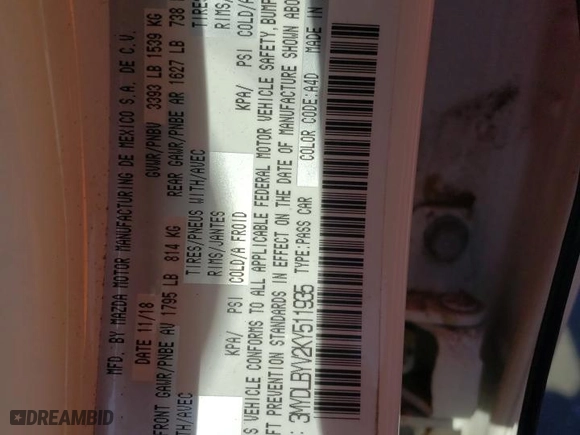 MFD. BY MAZDA MOTOR MANUFACTURING DE MEXICO S.A. DE C.V.
DATE 11/18 GVWR/PNBV 3393 LB 1539 KG
FRONT GAWR/PNBE AV 1795 LB 814 KG REAR GAWR/PNBE AR 1627 LB 738
WITH/AVEC TIRES/PNEUS WITH/AVEC TIRES/
RIMS/JANTES RIMS/
KPA/ PSI COLD/A FROID KPA/ PSI COLD/A
S VEHICLE CONFORMS TO ALL APPLICABLE FEDERAL MOTOR VEHICLE SAFETY, BUMP
FT PREVENTION STANDARDS IN EFFECT ON THE DATE OF MANUFACTURE SHOWN ABO
: 3MYDLBYV2KY511935 TYPE:PASS CAR COLOR CODE:A4D MADE IN
DREAMBID